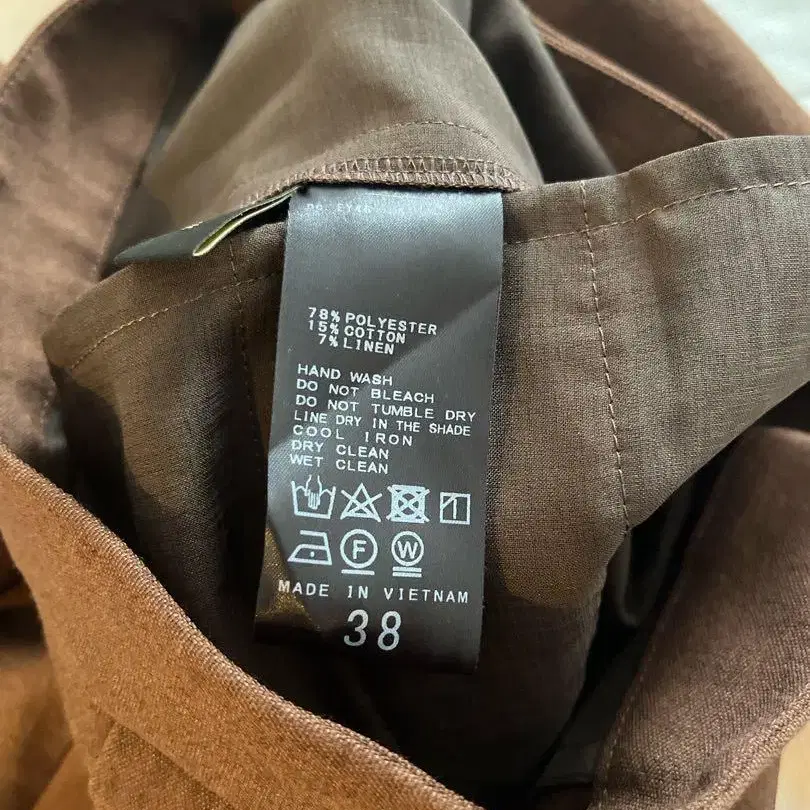 78% POLYESTER
15% COTTON
7% LINEN
HAND WASH
DO NOT BLEACH
DO NOT TUMBLE DRY
LINE DRY IN THE SHADE
COOL IRON
DRY CLEAN
WET CLEAN
F
W
MADE IN VIETNAM
38